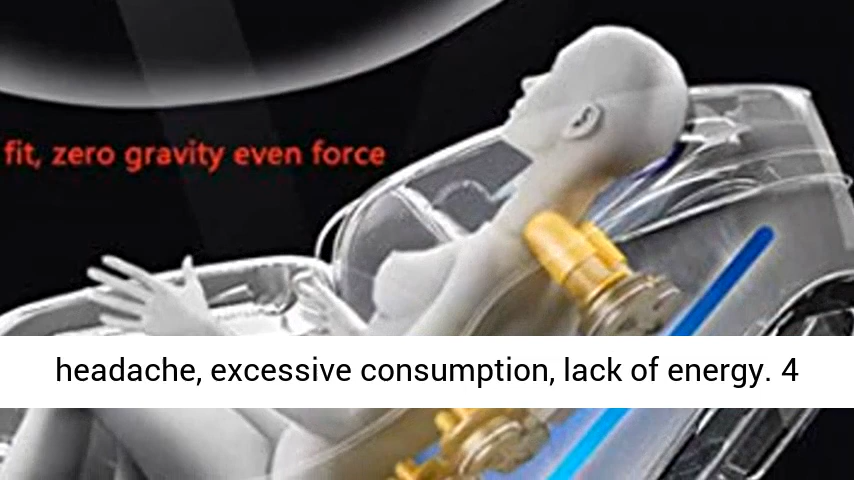 fit, zero gravity even force
headache, excessive consumption, lack of energy. 4